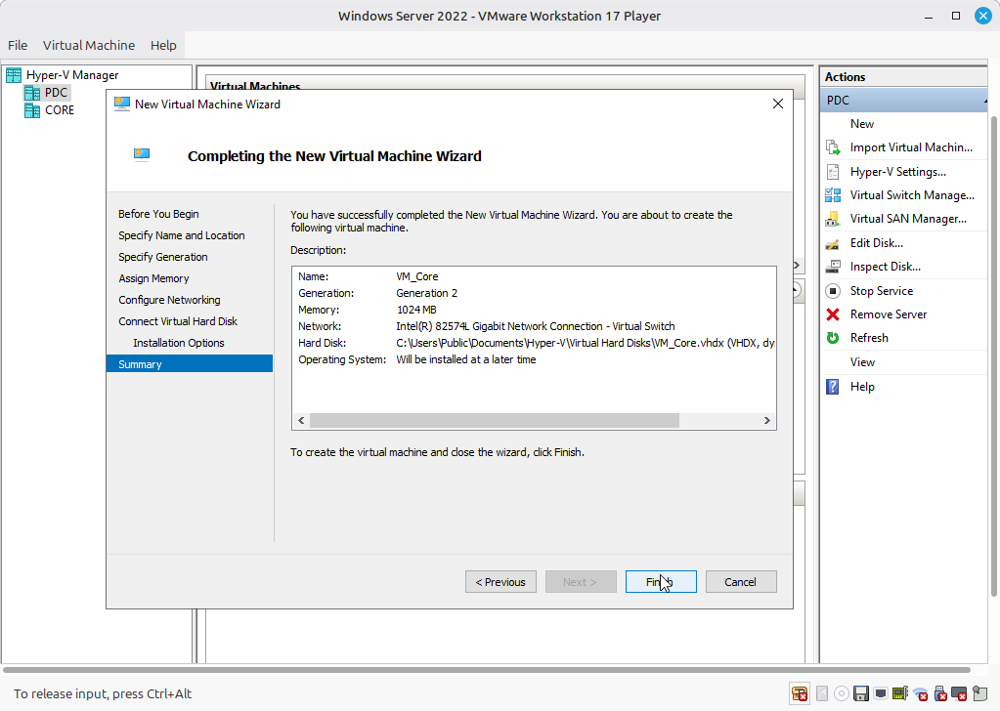 Windows Server 2022 - VMware Workstation 17 Player
File Virtual Machine Help
Hyper-V Manager
PDC
CORE
Virtual Machines
New Virtual Machine Wizard
Completing the New Virtual Machine Wizard
Before You Begin
Specify Name and Location
Specify Generation
Assign Memory
Configure Networking
Connect Virtual Hard Disk
Installation Options
Summary
You have successfully completed the New Virtual Machine Wizard. You are about to create the
following virtual machine.
Description:
Name: VM_Core
Generation: Generation 2
Memory: 1024 MB
Network: Intel(R) 82574L Gigabit Network Connection - Virtual Switch
Hard Disk: C:\Users\Public\Documents\Hyper-V\Virtual Hard Disks\VM_Core.vhdx (VHDX, dy
Operating System: Will be installed at a later time
To create the virtual machine and close the wizard, click Finish.
< Previous Next > Finish Cancel
Actions
PDC
New
Import Virtual Machin...
Hyper-V Settings...
Virtual Switch Manage...
Virtual SAN Manager...
Edit Disk...
Inspect Disk...
Stop Service
Remove Server
Refresh
View
Help
To release input, press Ctrl+Alt